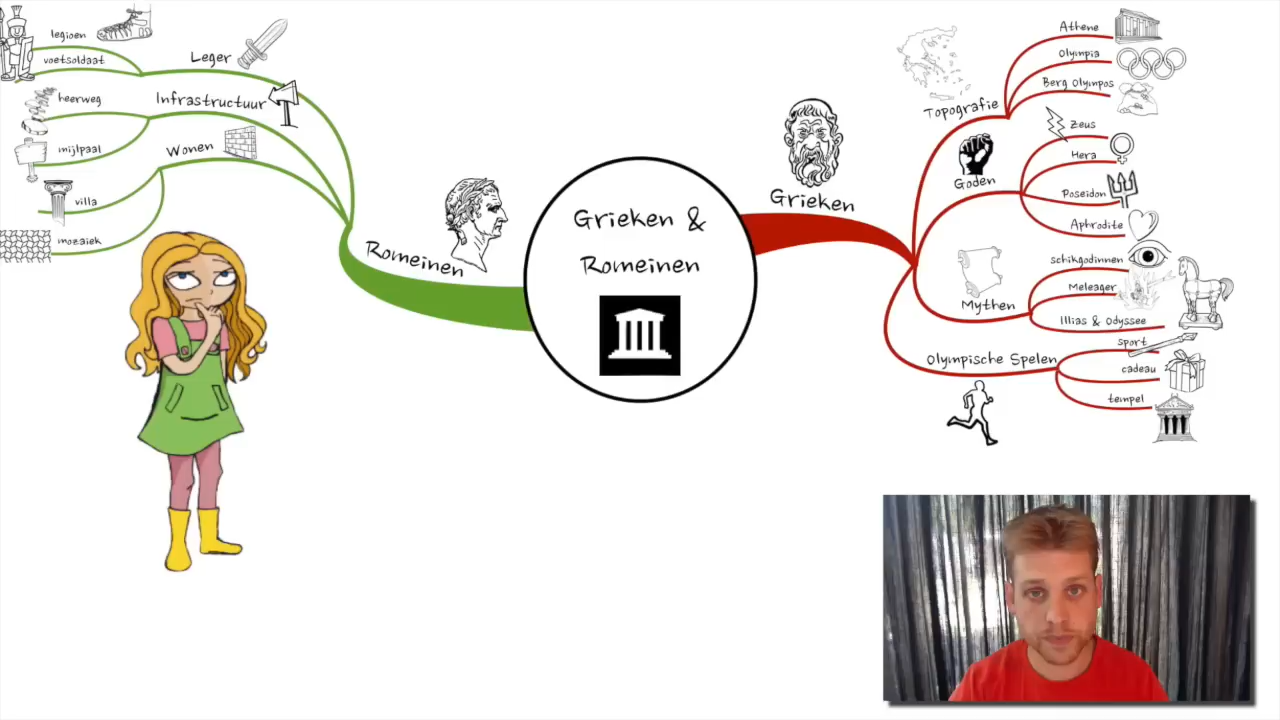 Grieken &
Romeinen
Romeinen
Leger
legioen
voetsoldaat
Infrastructuur
heerweg
mijlpaal
Wonen
villa
mozaiek
Grieken
Topografie
Athene
Olympia
Berg Olympos
Goden
Zeus
Hera
Poseidon
Aphrodite
Mythen
schikgodinnen
Meleager
Illias & Odyssee
Olympische Spelen
sport
cadeau
tempel